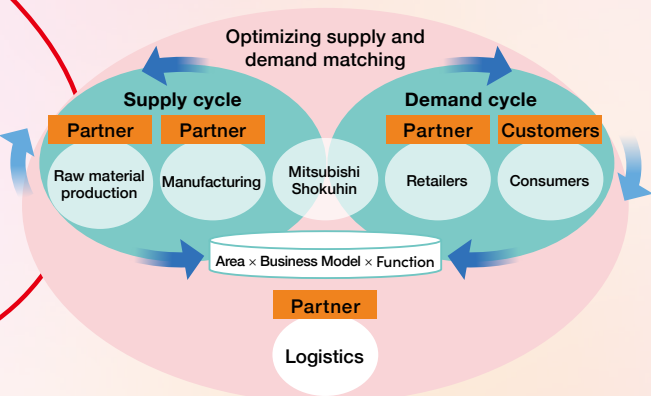 Optimizing supply and
demand matching
Supply cycle
Demand cycle
Partner
Partner
Partner
Customers
Raw material
production
Manufacturing
Mitsubishi
Shokuhin
Retailers
Consumers
Area × Business Model × Function
Partner
Logistics